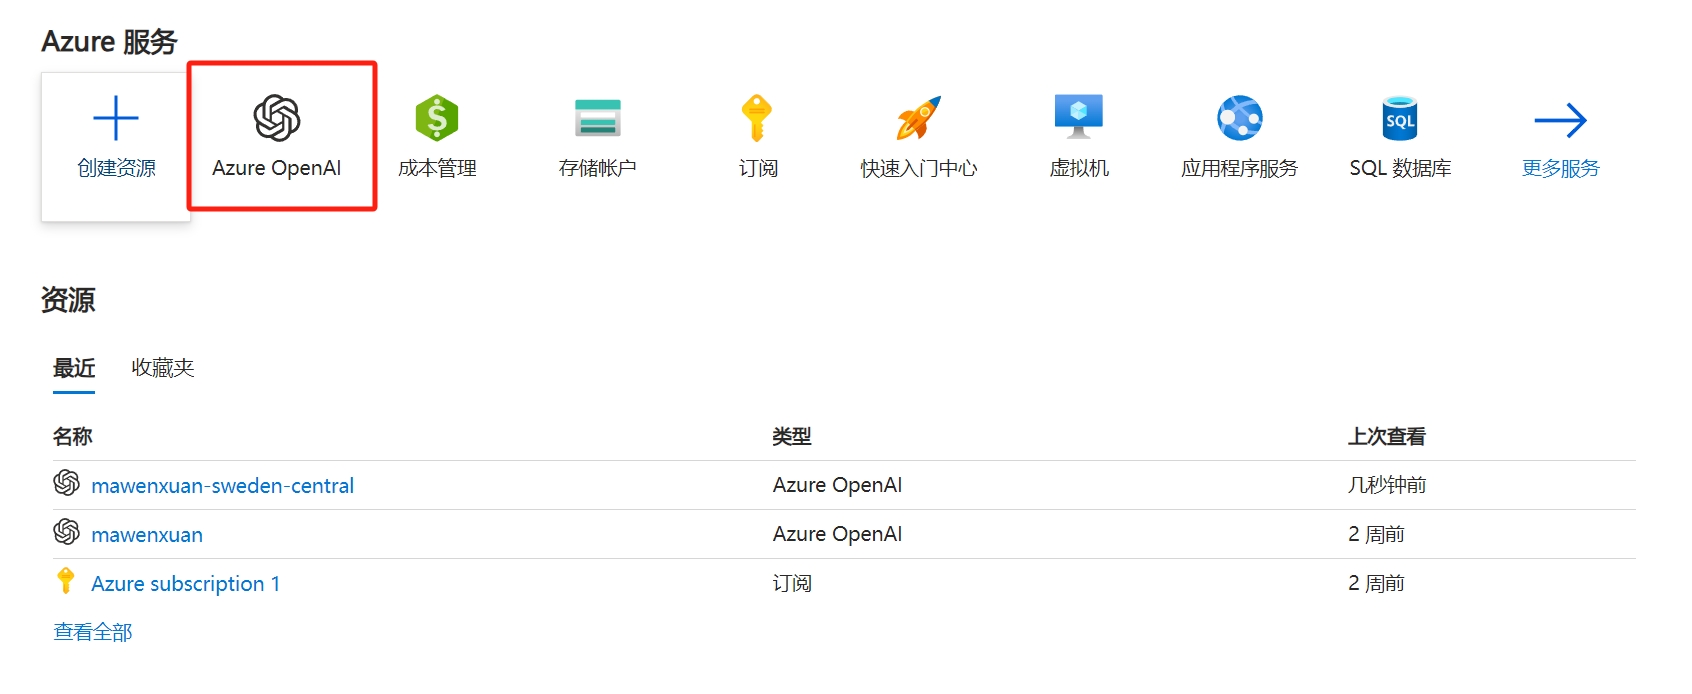 Azure 服务
创建资源
Azure OpenAI
成本管理
存储帐户
订阅
快速入门中心
虚拟机
应用程序服务
SQL
SQL 数据库
更多服务
资源
最近 收藏夹
名称 类型 上次查看
mawenxuan-sweden-central Azure OpenAI 几秒钟前
mawenxuan Azure OpenAI 2 周前
Azure subscription 1 订阅 2 周前
查看全部